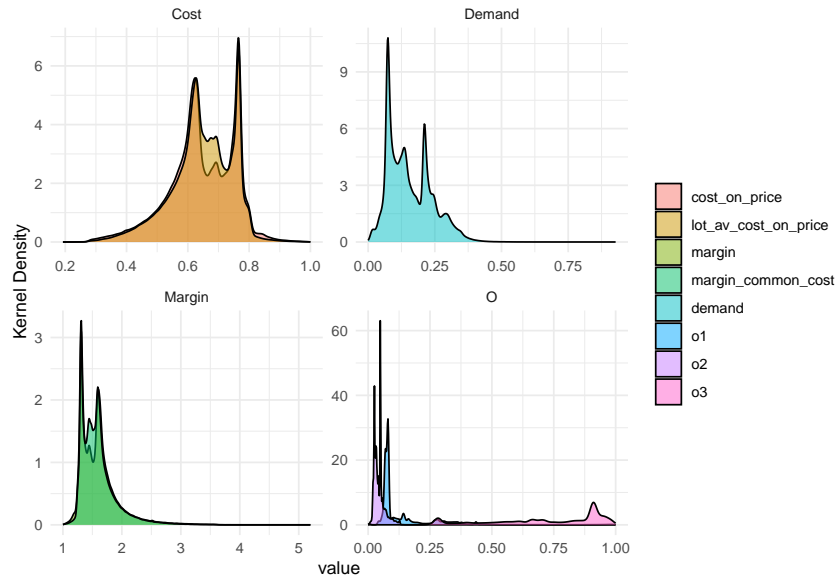 Cost
Demand
6
4
2
0
0.2 0.4 0.6 0.8 1.0
9
6
3
0
0.00 0.25 0.50 0.75
Margin
O
3
2
1
0
1 2 3 4 5
60
40
20
0
0.00 0.25 0.50 0.75 1.00
Kernel Density
value
cost_on_price
lot_av_cost_on_price
margin
margin_common_cost
demand
o1
o2
o3